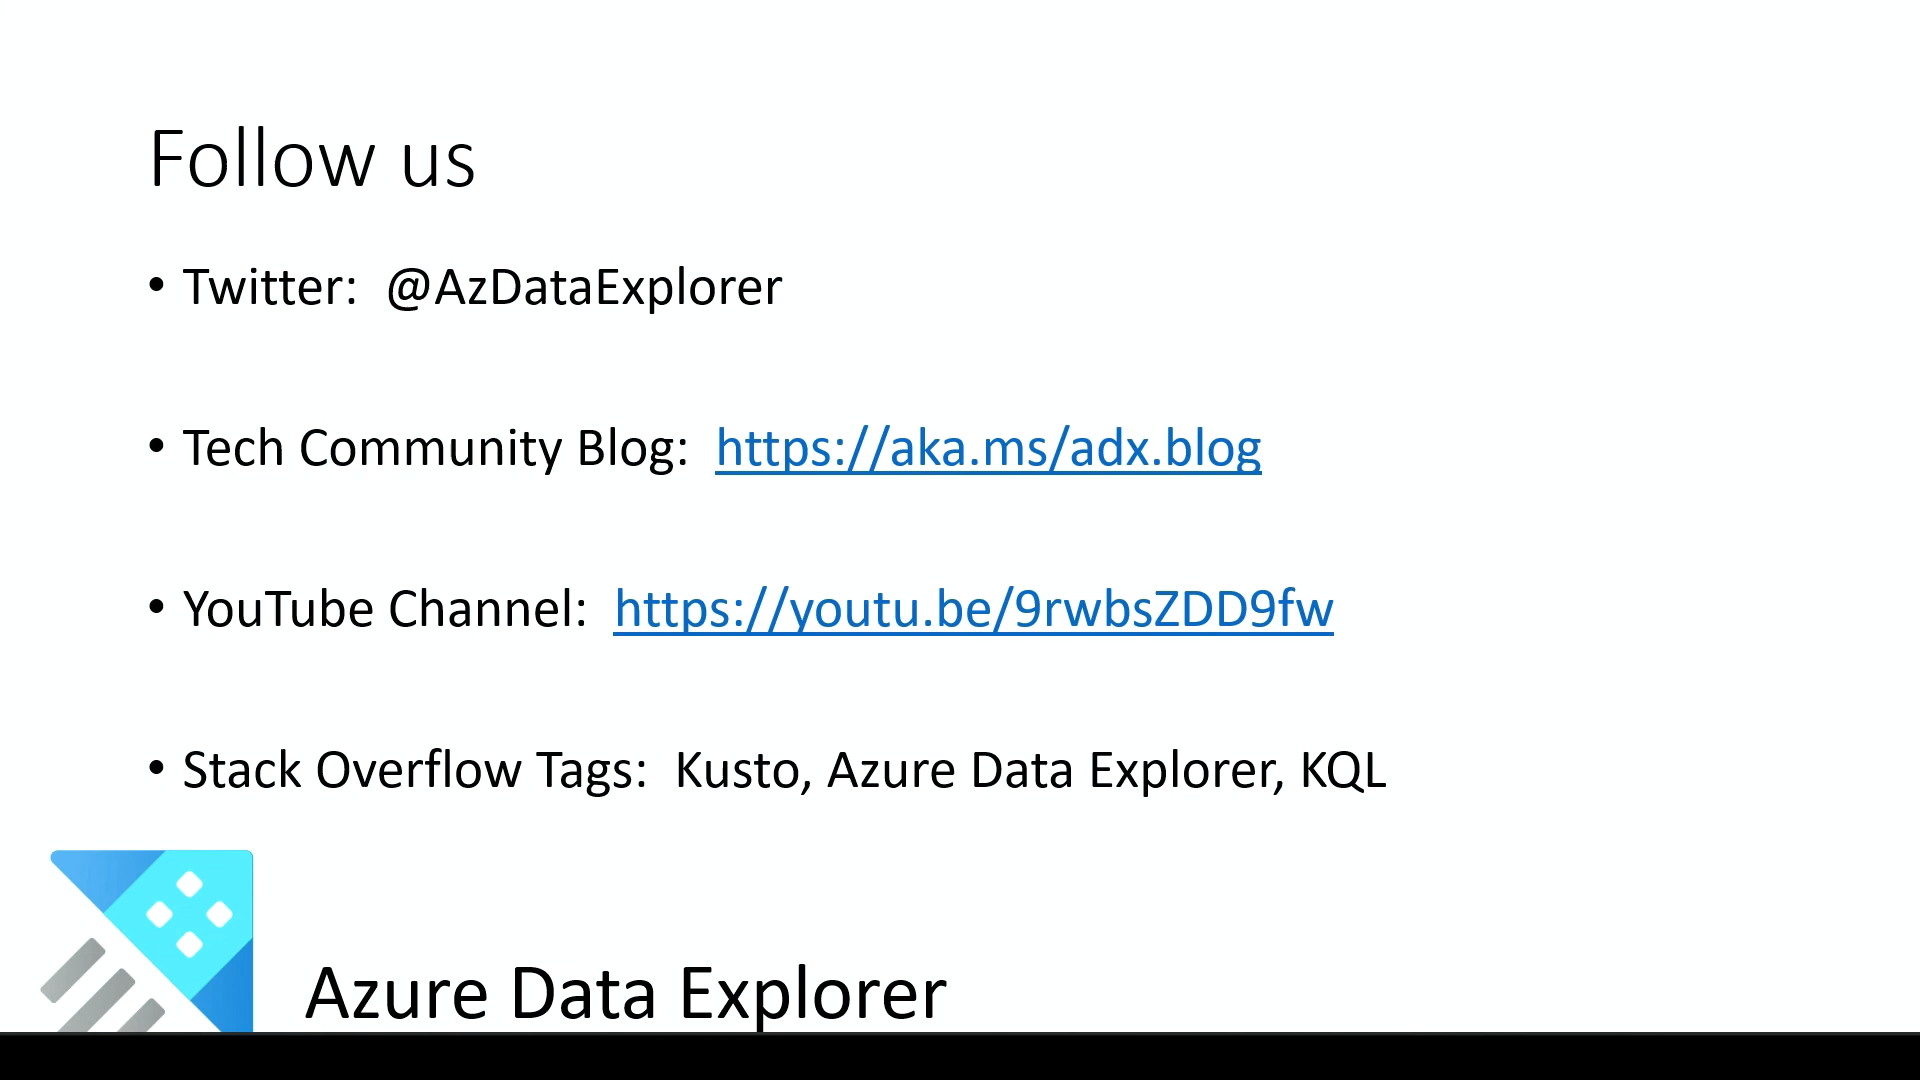 Follow us
• Twitter: @AzDataExplorer
• Tech Community Blog: https://aka.ms/adx.blog
• YouTube Channel: https://youtu.be/9rwbsZDD9fw
• Stack Overflow Tags: Kusto, Azure Data Explorer, KQL
Azure Data Explorer